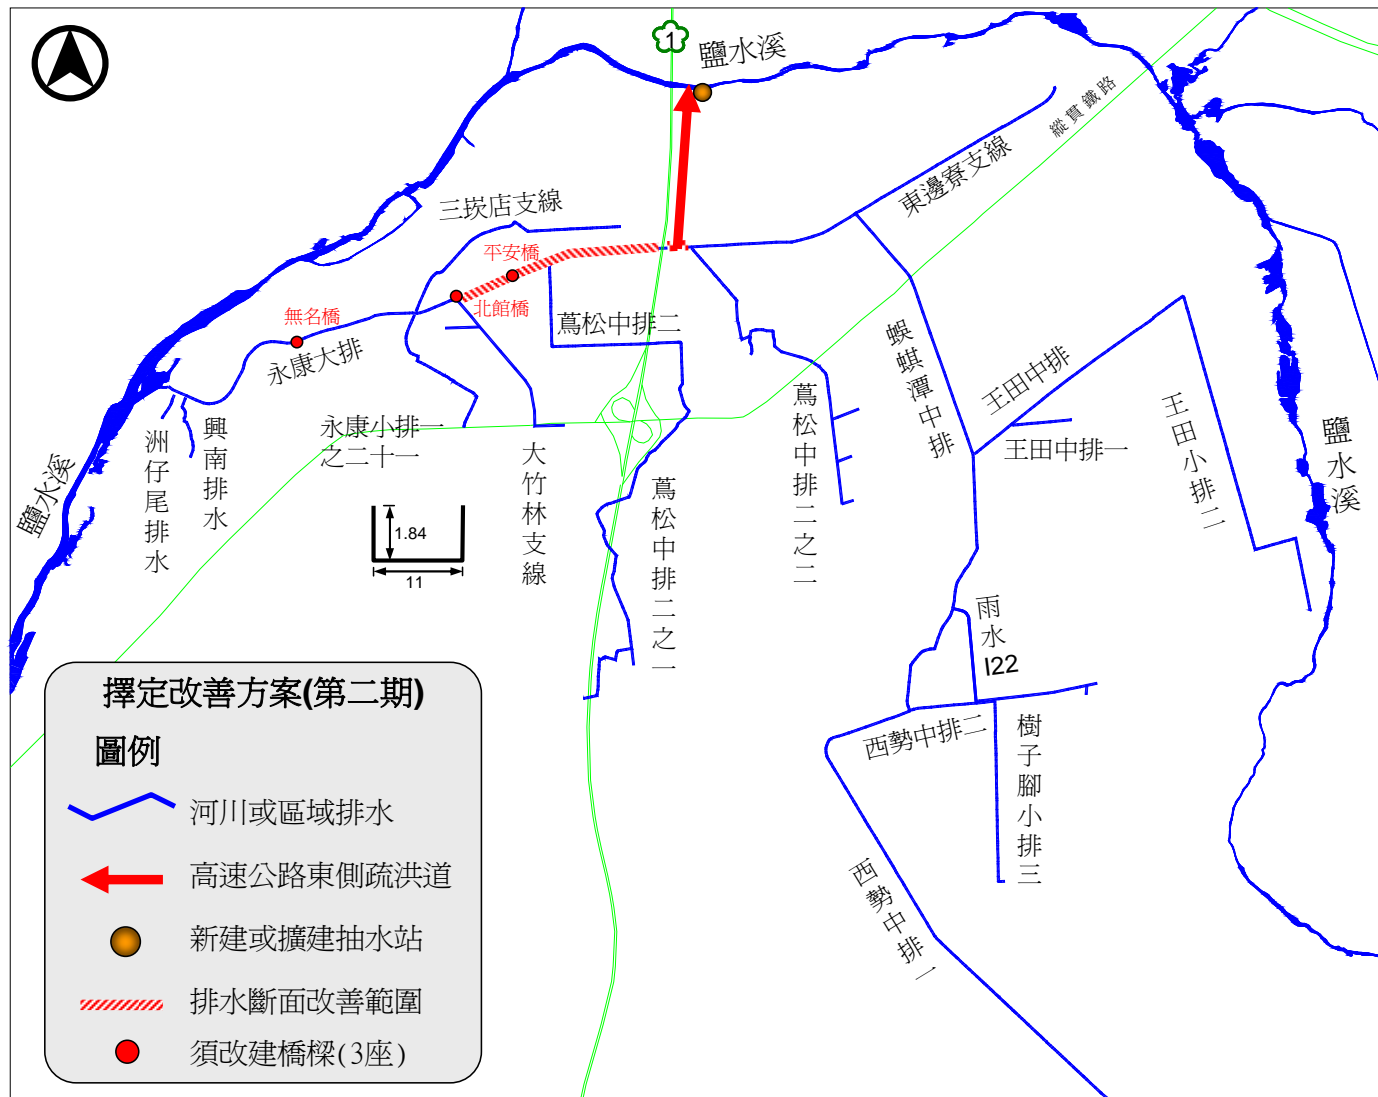 1
鹽水溪
縱貫鐵路
東邊寮支線
三崁店支線
平安橋
北館橋
無名橋
蔦松中排二
永康大排
蜈蜞潭中排
王田中排
王田中排一
王田小排二
鹽水溪
蔦松中排二之二
永康小排一
之二十一
興南排水
洲仔尾排水
鹽水溪
大竹林支線
蔦松中排二之一
1.84
11
雨水
I22
西勢中排二
樹子腳小排三
西勢中排一
擇定改善方案(第二期)
圖例
河川或區域排水
高速公路東側疏洪道
新建或擴建抽水站
排水斷面改善範圍
須改建橋樑(3座)